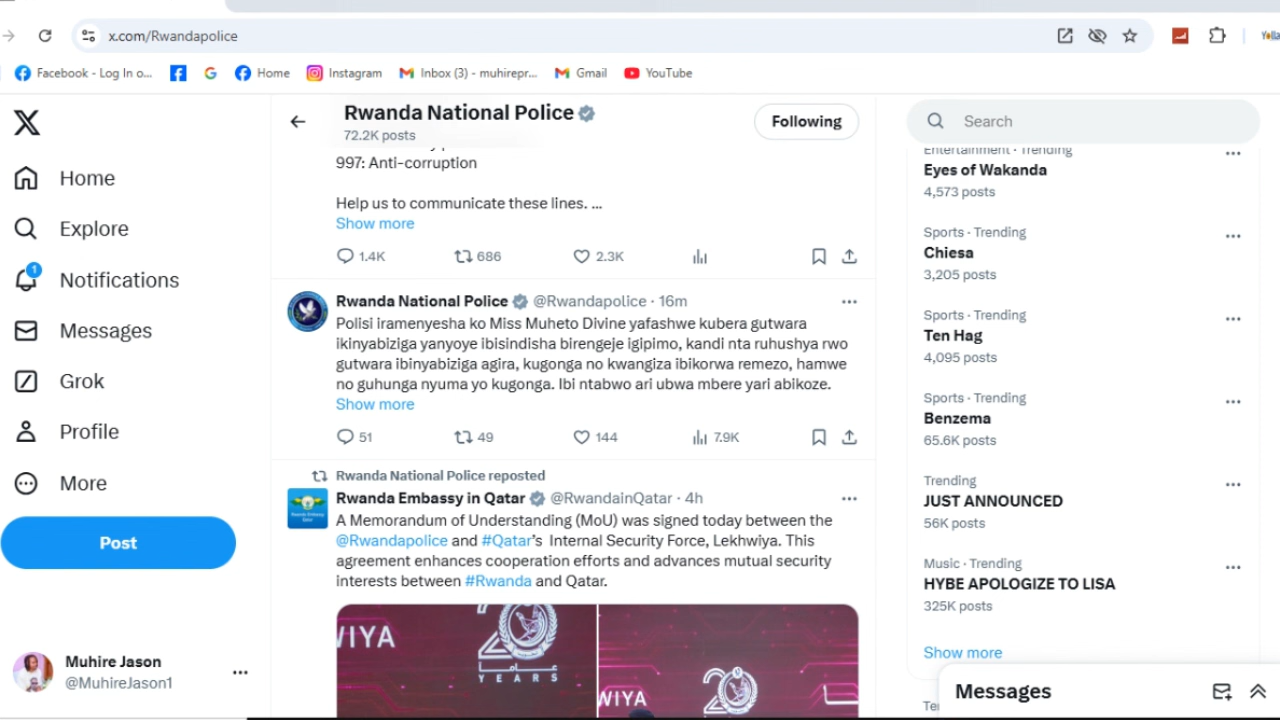 x.com/Rwandapolice
Facebook - Log In o...
Home
Instagram
Inbox (3) - muhirepr...
Gmail
YouTube
Home
Explore
Notifications
1
Messages
Grok
Profile
More
Post
Muhire Jason
@MuhireJason1
Rwanda National Police
72.2K posts
Following
997: Anti-corruption
Help us to communicate these lines. ...
Show more
1.4K 686 2.3K
Rwanda National Police @Rwandapolice · 16m
Polisi iramenyesha ko Miss Muheto Divine yafashwe kubera gutwara
ikinyabiziga yanyoye ibisindisha birengeje igipimo, kandi nta ruhushya rwo
gutwara ibinyabiziga agira, kugonga no kwangiza ibikorwa remezo, hamwe
no guhunga nyuma yo kugonga. Ibi ntabwo ari ubwa mbere yari abikoze.
Show more
51 49 144 7.9K
Rwanda National Police reposted
Rwanda Embassy in Qatar @RwandainQatar · 4h
A Memorandum of Understanding (MoU) was signed today between the
@Rwandapolice and #Qatar's Internal Security Force, Lekhwiya. This
agreement enhances cooperation efforts and advances mutual security
interests between #Rwanda and Qatar.
WIYA
20
YEARS
WIYA
20
Search
Entertainment · Trending
Eyes of Wakanda
4,573 posts
Sports · Trending
Chiesa
3,205 posts
Sports · Trending
Ten Hag
4,095 posts
Sports · Trending
Benzema
65.6K posts
Trending
JUST ANNOUNCED
56K posts
Music · Trending
HYBE APOLOGIZE TO LISA
325K posts
Show more
Messages